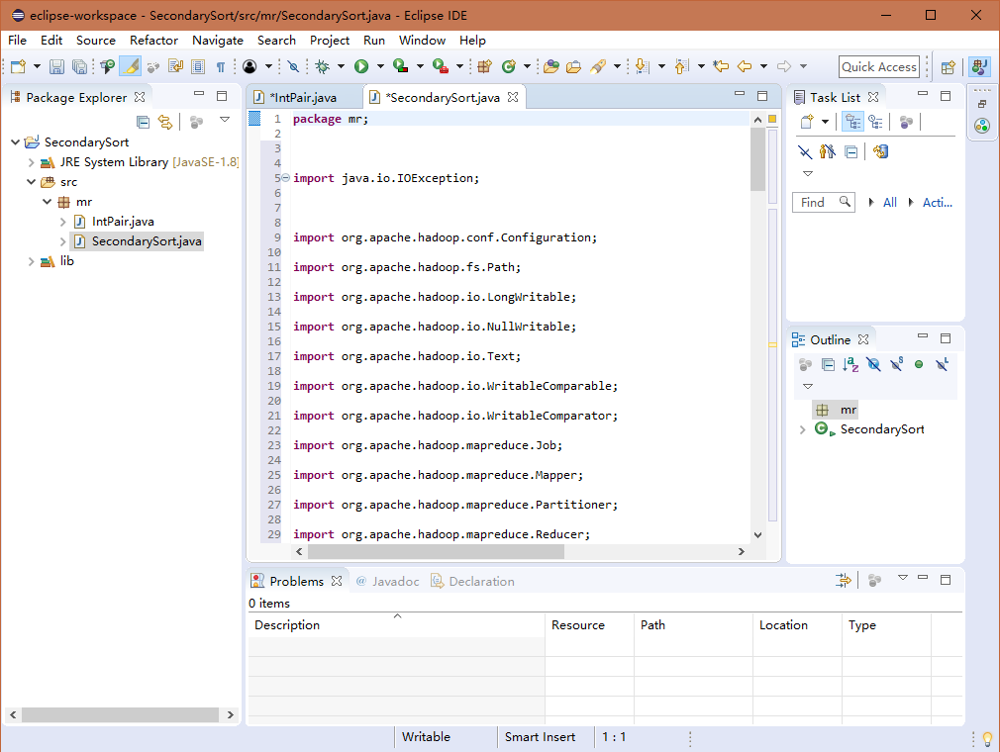 eclipse-workspace - SecondarySort/src/mr/SecondarySort.java - Eclipse IDE
File Edit Source Refactor Navigate Search Project Run Window Help
Quick Access
Package Explorer
SecondarySort
JRE System Library [JavaSE-1.8]
src
mr
IntPair.java
SecondarySort.java
lib
*IntPair.java *SecondarySort.java
1 package mr;
2
3
4
5 import java.io.IOException;
6
7
8
9 import org.apache.hadoop.conf.Configuration;
10
11 import org.apache.hadoop.fs.Path;
12
13 import org.apache.hadoop.io.LongWritable;
14
15 import org.apache.hadoop.io.NullWritable;
16
17 import org.apache.hadoop.io.Text;
18
19 import org.apache.hadoop.io.WritableComparable;
20
21 import org.apache.hadoop.io.WritableComparator;
22
23 import org.apache.hadoop.mapreduce.Job;
24
25 import org.apache.hadoop.mapreduce.Mapper;
26
27 import org.apache.hadoop.mapreduce.Partitioner;
28
29 import org.apache.hadoop.mapreduce.Reducer;
Task List
Find All Acti...
Outline
mr
SecondarySort
Problems @ Javadoc Declaration
0 items
Description Resource Path Location Type
Writable Smart Insert 1 : 1